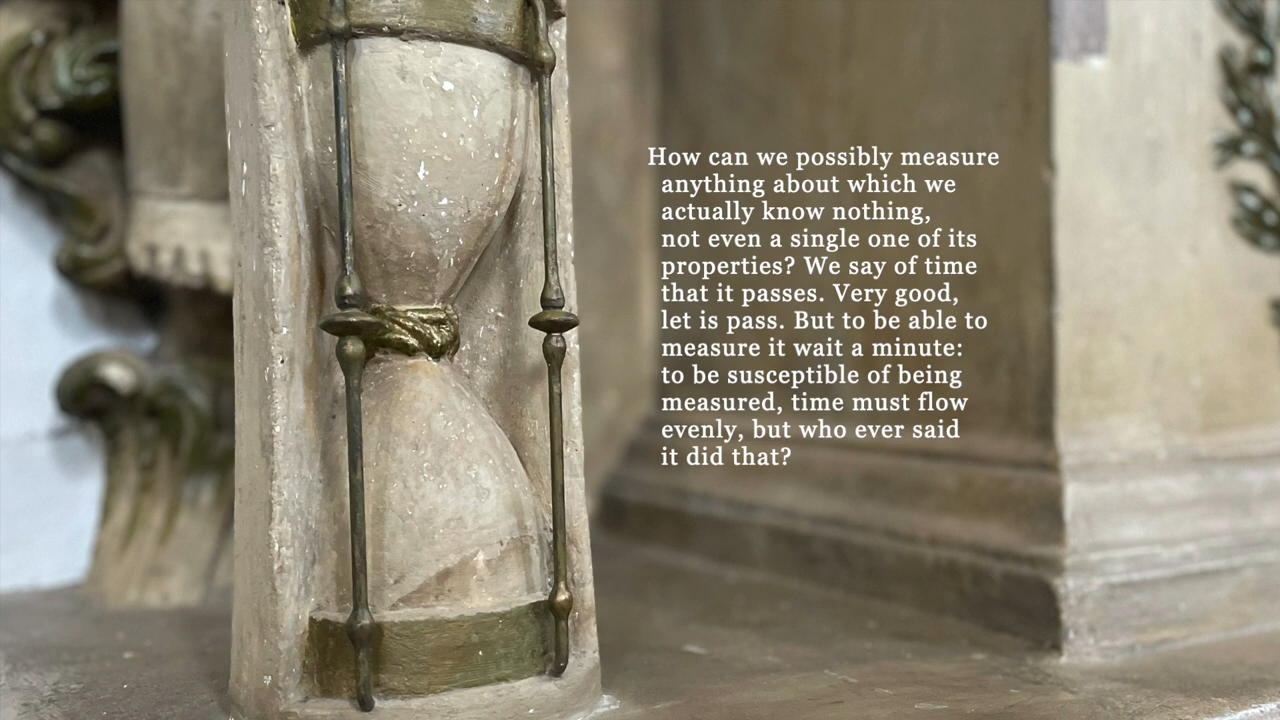 How can we possibly measure
anything about which we
actually know nothing,
not even a single one of its
properties? We say of time
that it passes. Very good,
let is pass. But to be able to
measure it wait a minute:
to be susceptible of being
measured, time must flow
evenly, but who ever said
it did that?